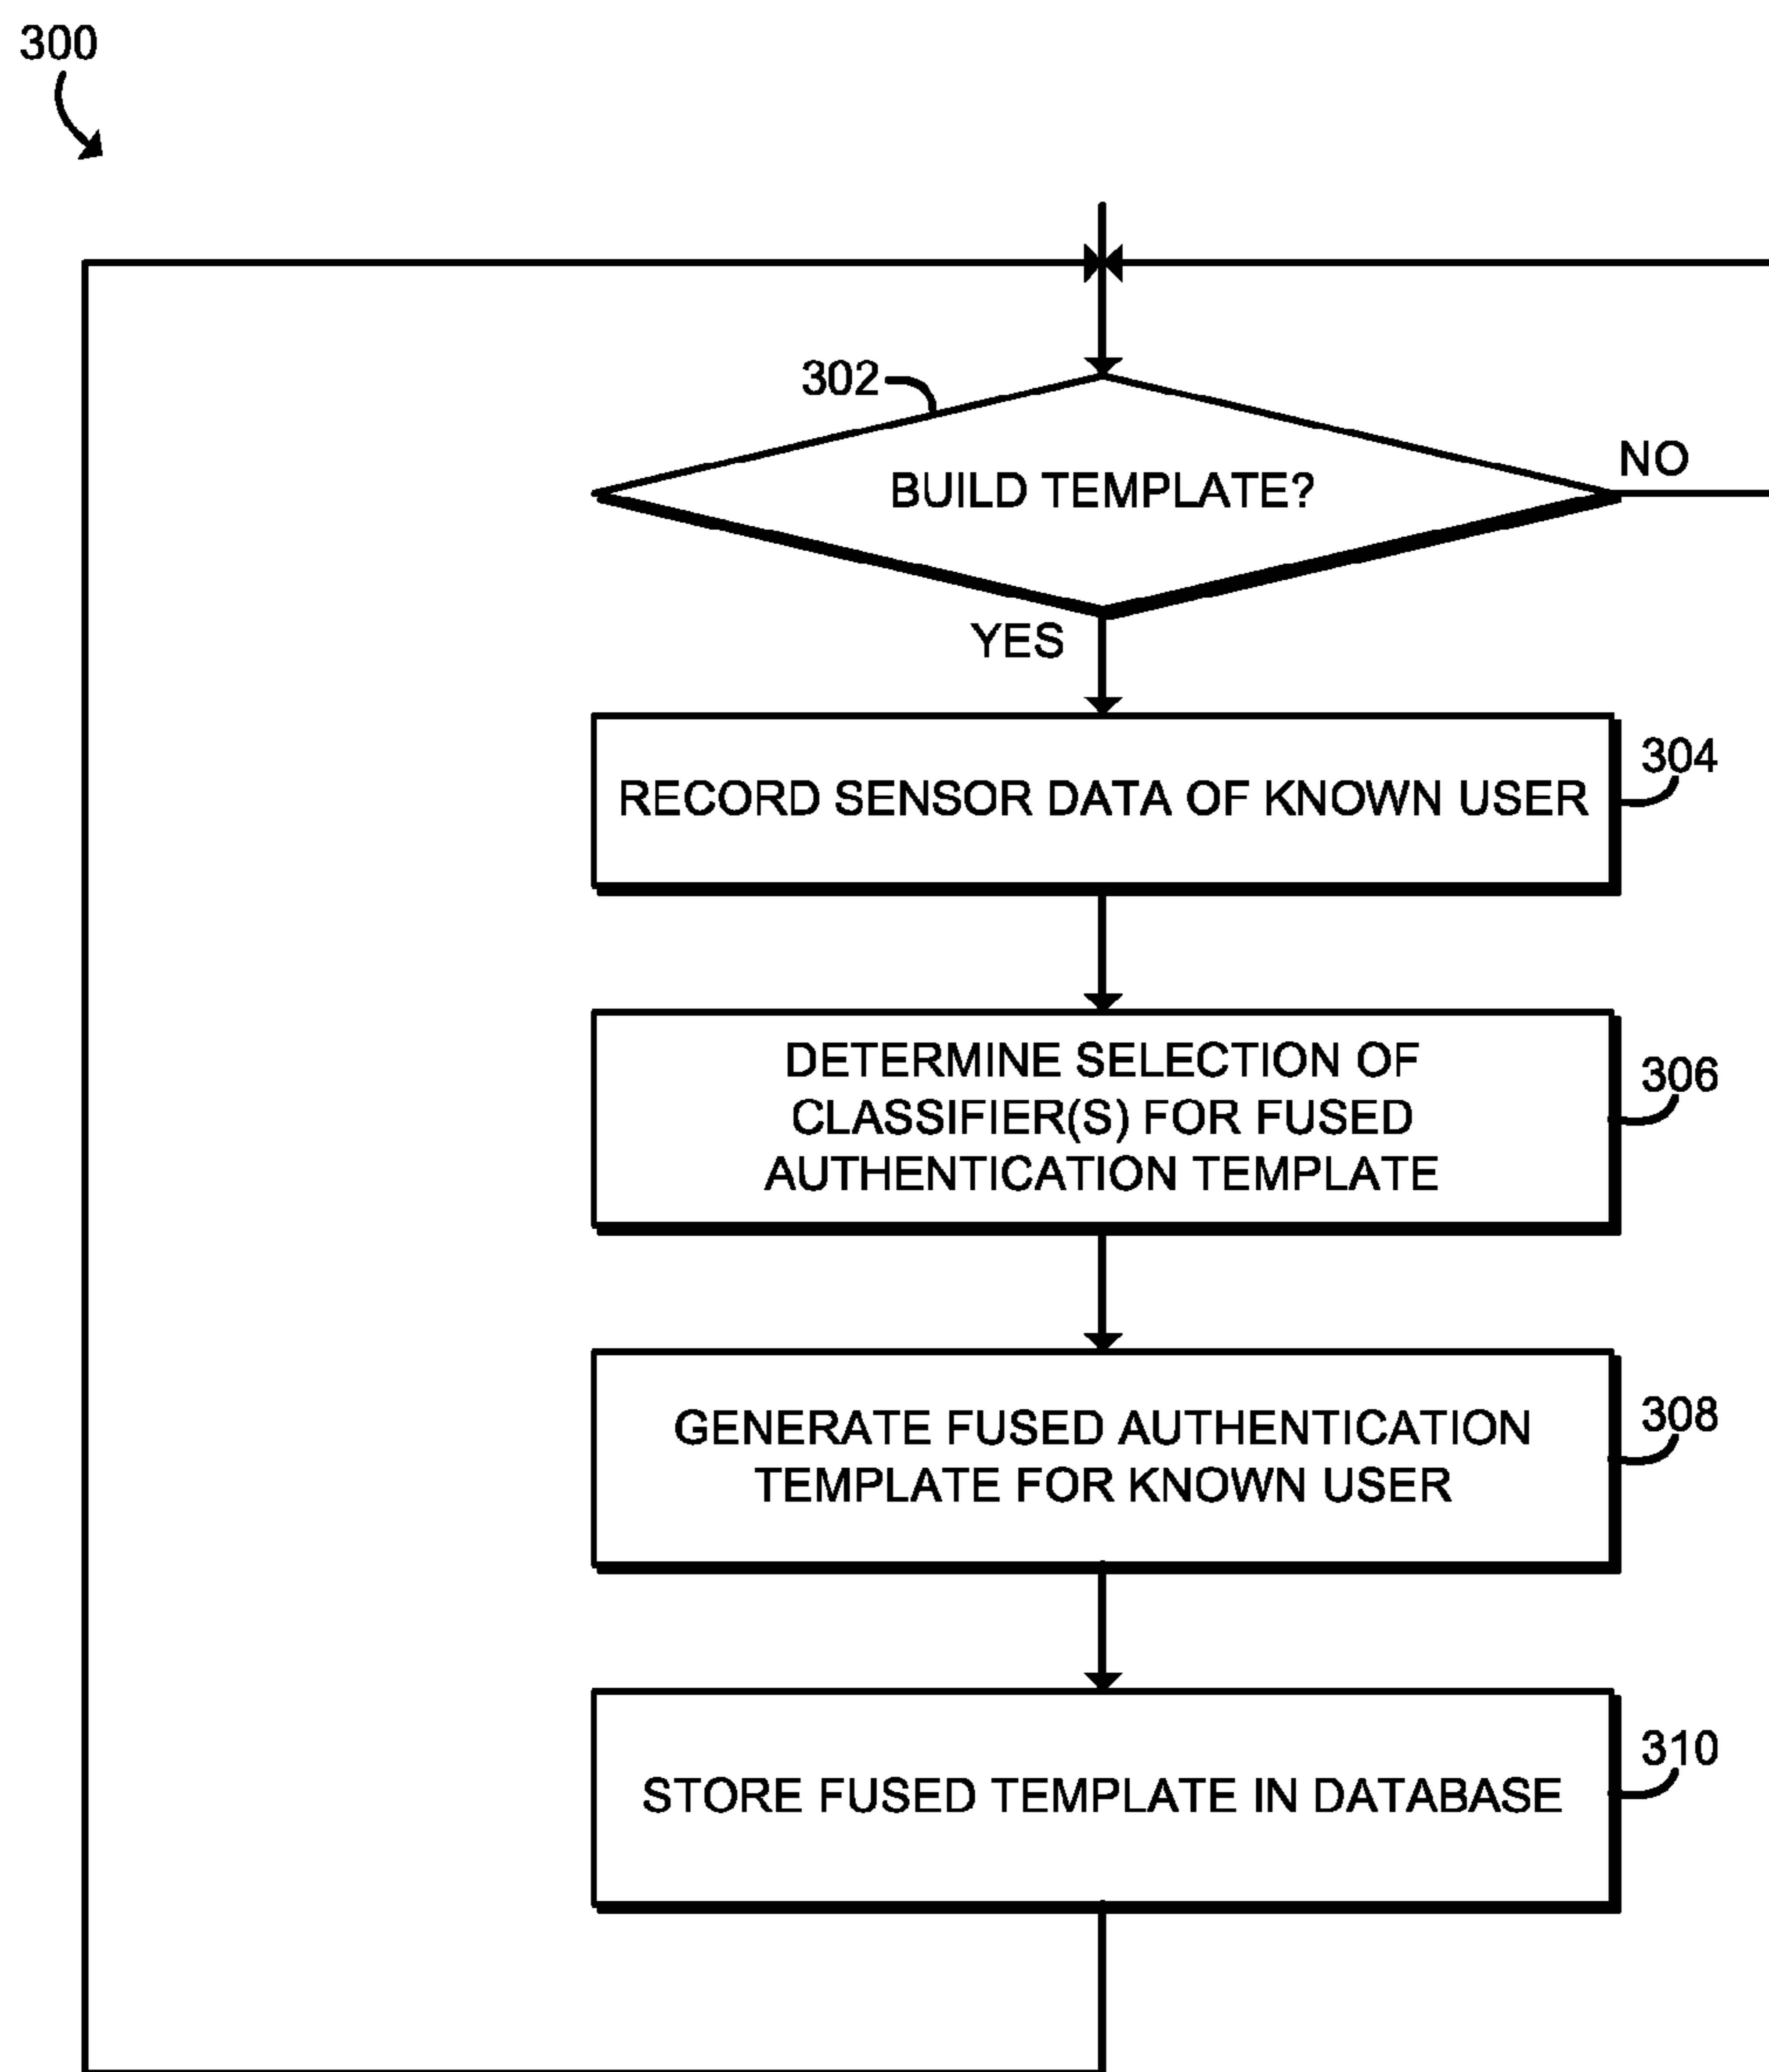 300
302
BUILD TEMPLATE?
NO
YES
RECORD SENSOR DATA OF KNOWN USER
304
DETERMINE SELECTION OF
CLASSIFIER(S) FOR FUSED
AUTHENTICATION TEMPLATE
306
GENERATE FUSED AUTHENTICATION
TEMPLATE FOR KNOWN USER
308
STORE FUSED TEMPLATE IN DATABASE
310